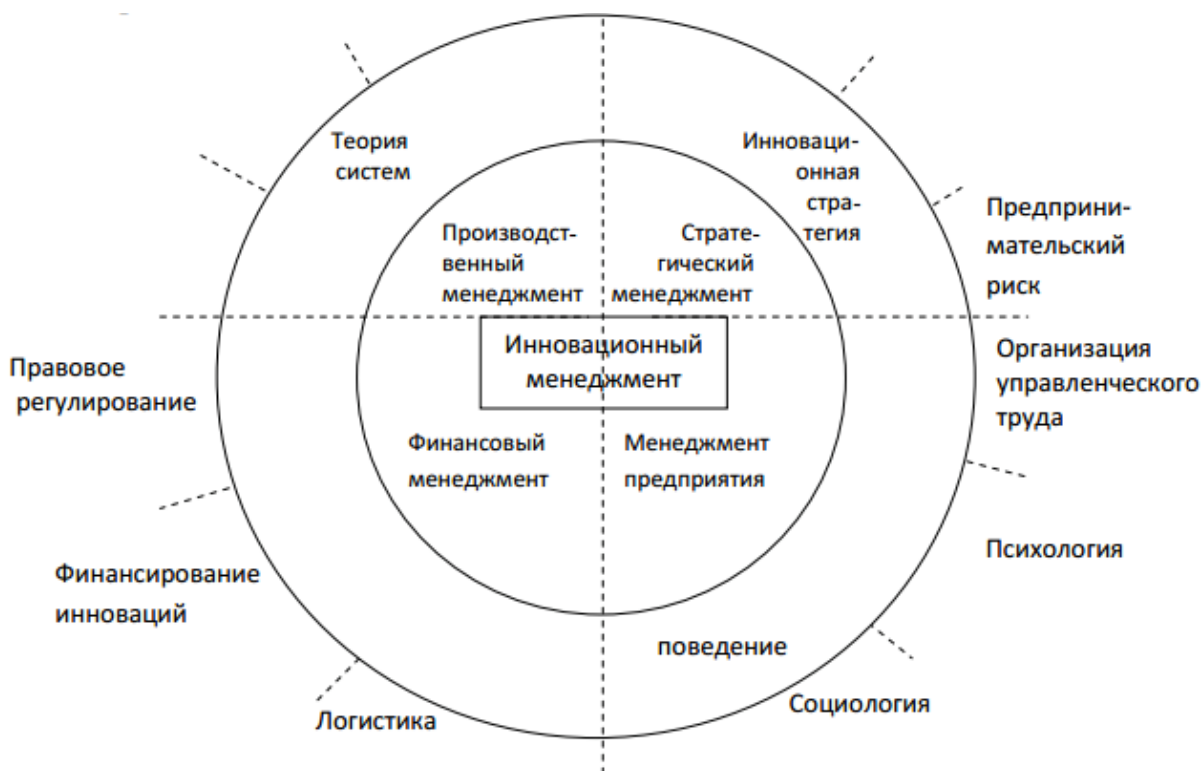 Теория
систем
Инноваци-
онная
стра-
тегия
Предприни-
мательский
риск
Производст-
венный
менеджмент
Страте-
гический
менеджмент
Инновационный
менеджмент
Правовое
регулирование
Организация
управленческого
труда
Финансовый
менеджмент
Менеджмент
предприятия
Психология
Финансирование
инноваций
поведение
Социология
Логистика